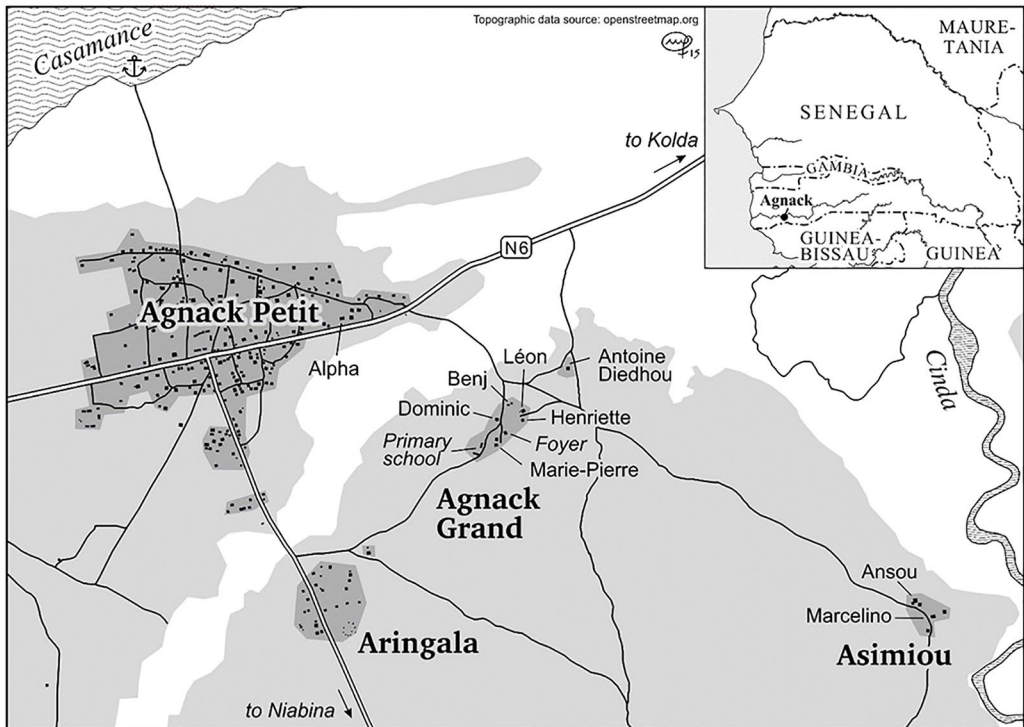 Topographic data source: openstreetmap.org
15
Casamance
MAURE-
TANIA
SENEGAL
GAMBIA
Agnack
GUINEA-
BISSAU
GUINEA
to Kolda
N6
Agnack Petit
Alpha
Léon
Antoine
Diedhou
Benj
Dominic
Henriette
Primary
school
Foyer
Marie-Pierre
Agnack
Grand
Cinda
Ansou
Marcelino
Asimiou
Aringala
to Niabina